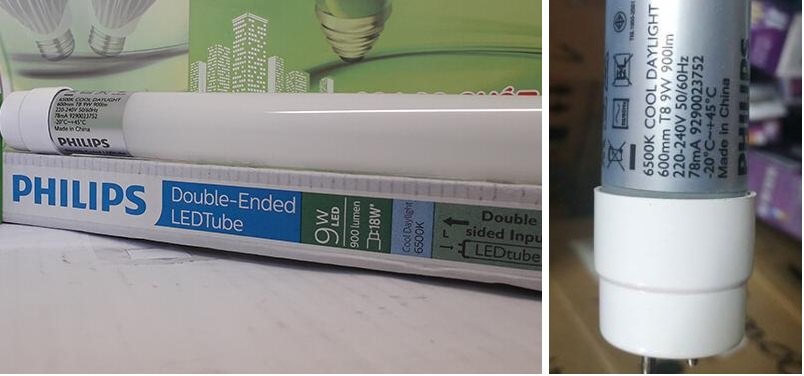 6500K COOL DAYLIGHT
600mm T8 9W 900lm
220-240V 50/60Hz
78mA 9290023752
-20°C~+45°C
Made in China
PHILIPS
PHILIPS
Double-Ended
LEDTube
9W
LED
900 lumen
18W
Cool Daylight
6500K
Double
sided Inpu
LEDtube
6500K COOL DAYLIGHT
600mm T8 9W 900lm
220-240V 50/60Hz
78mA 9290023752
-20°C~+45°C
Made in China
PHILIPS